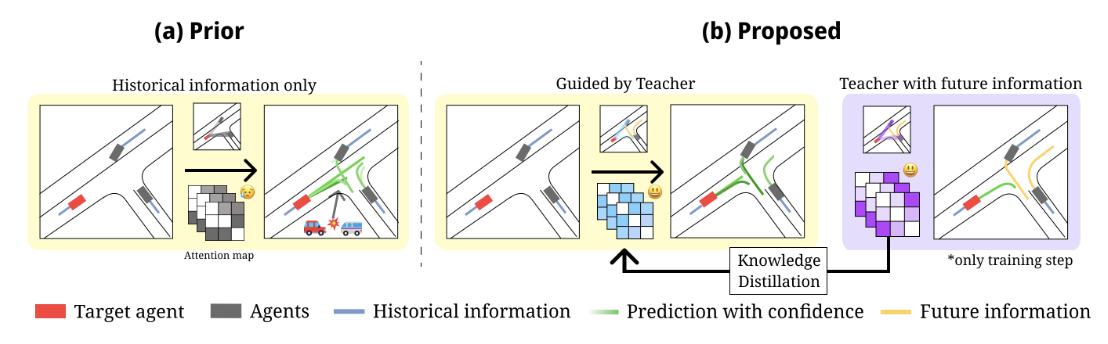 (a) Prior
(b) Proposed
Historical information only
Guided by Teacher
Teacher with future information
Attention map
Knowledge
Distillation
*only training step
Target agent
Agents
Historical information
Prediction with confidence
Future information